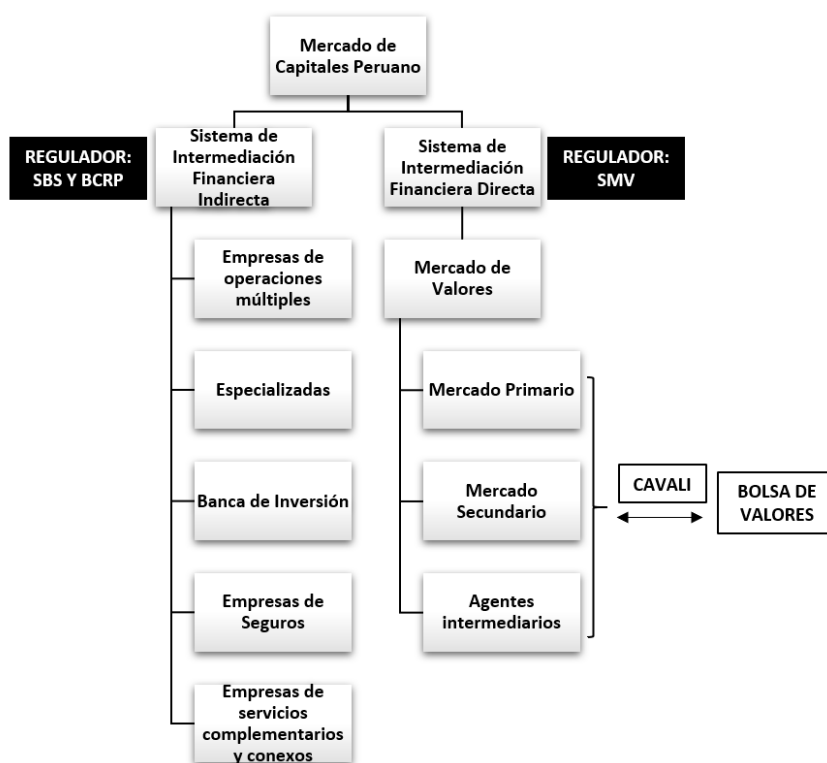 Mercado de
Capitales Peruano
REGULADOR:
SBS Y BCRP
Sistema de
Intermediación
Financiera
Indirecta
Sistema de
Intermediación
Financiera Directa
REGULADOR:
SMV
Empresas de
operaciones
múltiples
Mercado de
Valores
Especializadas
Mercado Primario
Banca de Inversión
Mercado
Secundario
CAVALI
BOLSA DE
VALORES
Empresas de
Seguros
Agentes
intermediarios
Empresas de
servicios
complementarios
y conexos